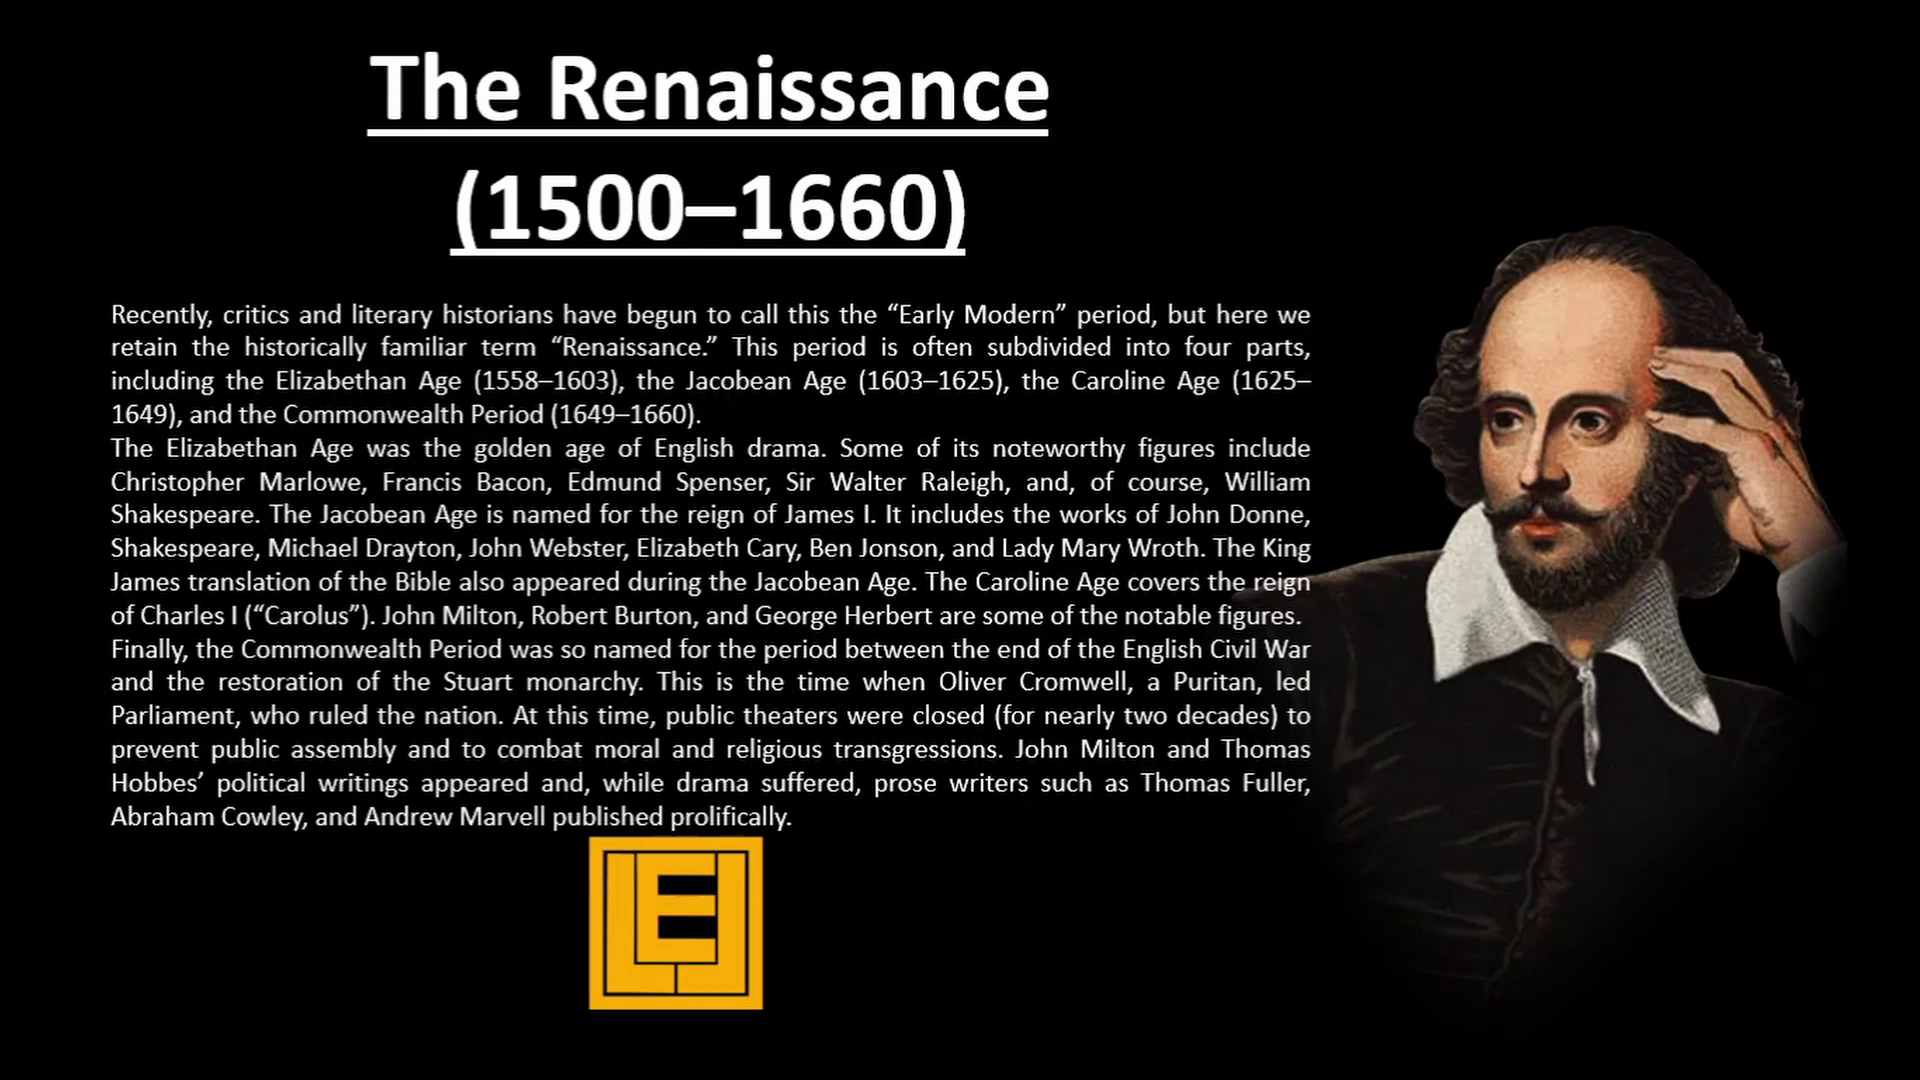 The Renaissance
(1500–1660)
Recently, critics and literary historians have begun to call this the “Early Modern” period, but here we
retain the historically familiar term “Renaissance.” This period is often subdivided into four parts,
including the Elizabethan Age (1558–1603), the Jacobean Age (1603–1625), the Caroline Age (1625–
1649), and the Commonwealth Period (1649–1660).
The Elizabethan Age was the golden age of English drama. Some of its noteworthy figures include
Christopher Marlowe, Francis Bacon, Edmund Spenser, Sir Walter Raleigh, and, of course, William
Shakespeare. The Jacobean Age is named for the reign of James I. It includes the works of John Donne,
Shakespeare, Michael Drayton, John Webster, Elizabeth Cary, Ben Jonson, and Lady Mary Wroth. The King
James translation of the Bible also appeared during the Jacobean Age. The Caroline Age covers the reign
of Charles I (“Carolus”). John Milton, Robert Burton, and George Herbert are some of the notable figures.
Finally, the Commonwealth Period was so named for the period between the end of the English Civil War
and the restoration of the Stuart monarchy. This is the time when Oliver Cromwell, a Puritan, led
Parliament, who ruled the nation. At this time, public theaters were closed (for nearly two decades) to
prevent public assembly and to combat moral and religious transgressions. John Milton and Thomas
Hobbes’ political writings appeared and, while drama suffered, prose writers such as Thomas Fuller,
Abraham Cowley, and Andrew Marvell published prolifically.